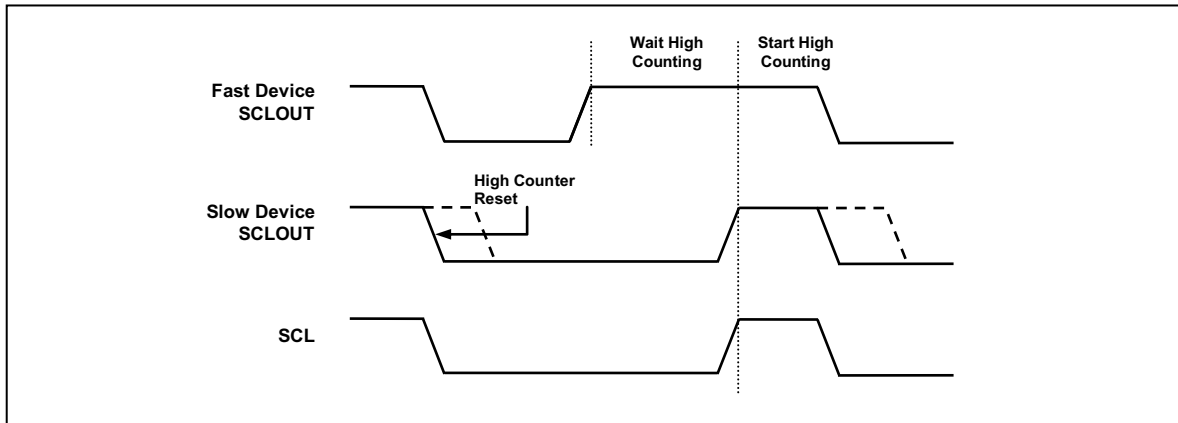 Wait High
Counting
Start High
Counting
Fast Device
SCLOUT
High Counter
Reset
Slow Device
SCLOUT
SCL